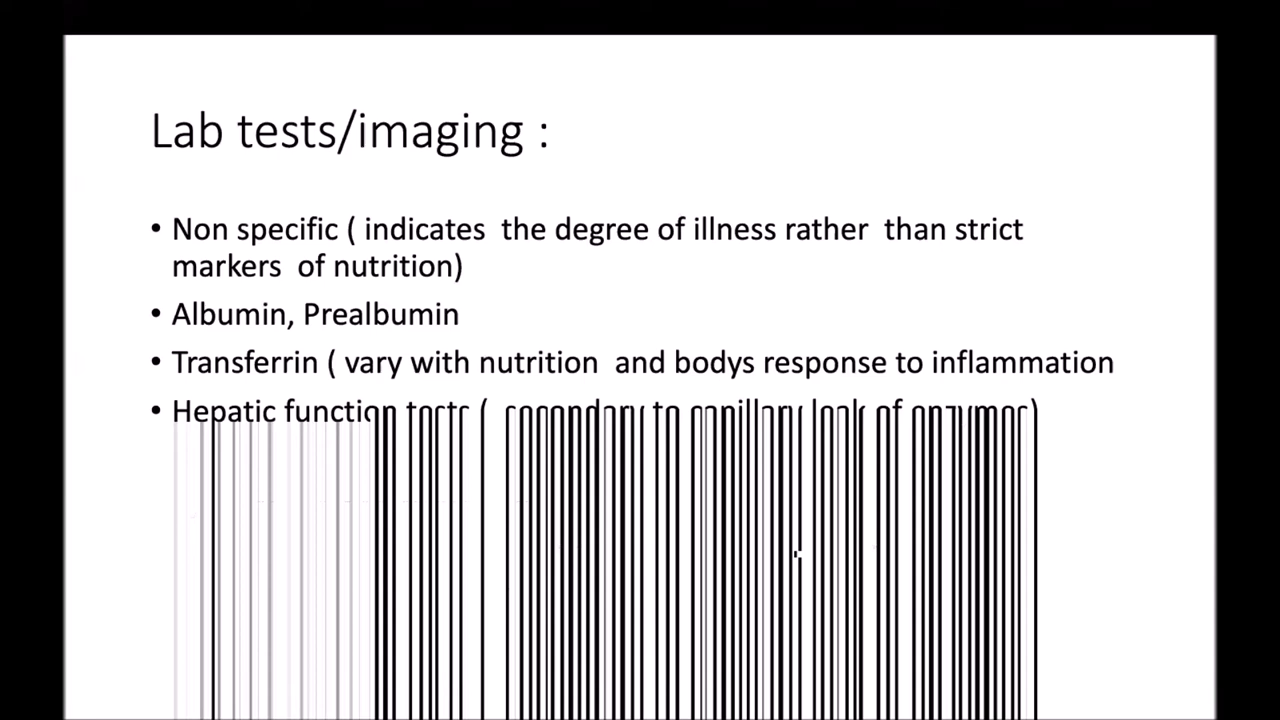 Lab tests/imaging :
• Non specific ( indicates  the degree of illness rather  than strict
markers  of nutrition)
• Albumin, Prealbumin
• Transferrin ( vary with nutrition  and bodys response to inflammation
• Hepatic function tests (  secondary to capillary leak of enzymes)